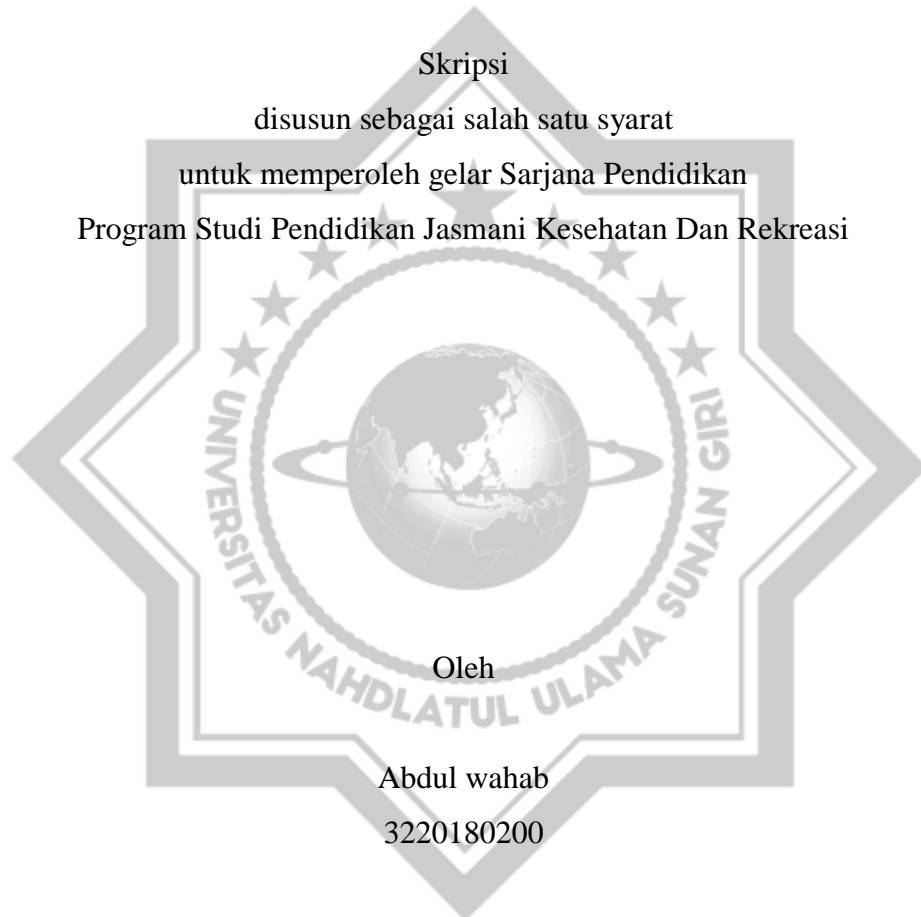 Skripsi
disusun sebagai salah satu syarat
untuk memperoleh gelar Sarjana Pendidikan
Program Studi Pendidikan Jasmani Kesehatan Dan Rekreasi
UNIVERSITAS NAHDLATUL ULAMA SUNAN GIRI
Oleh
Abdul wahab
3220180200